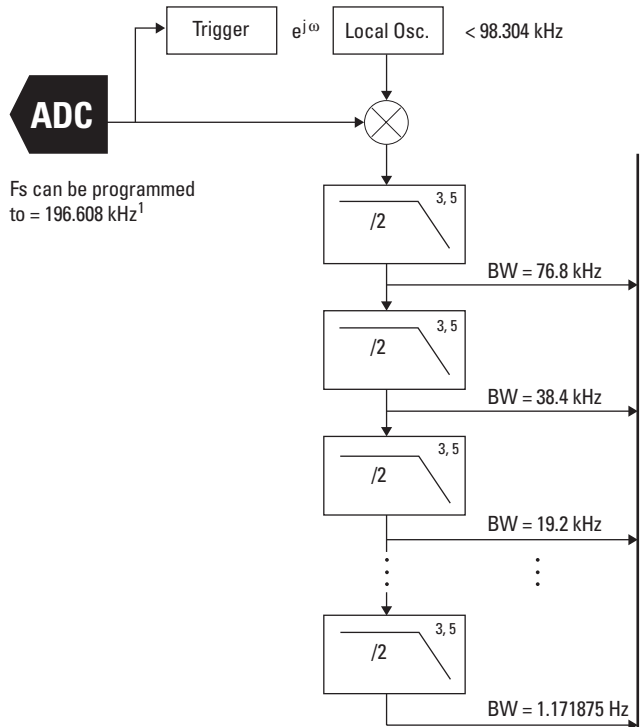 Trigger
e^jω
Local Osc.
< 98.304 kHz
ADC
Fs can be programmed
to = 196.608 kHz¹
3, 5
/2
BW = 76.8 kHz
3, 5
/2
BW = 38.4 kHz
3, 5
/2
BW = 19.2 kHz
3, 5
/2
BW = 1.171875 Hz